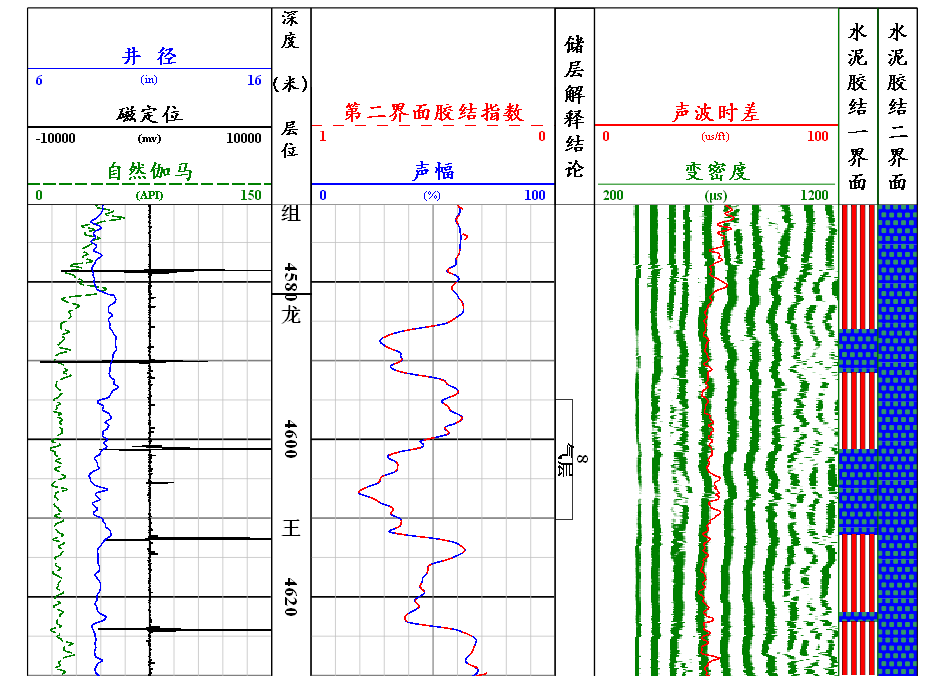 井 径
6 (in) 16
磁定位
-10000 (mv) 10000
自然伽马
0 (API) 150
深度
(米)
层位
第二界面胶结指数
1 0
声幅
0 (%) 100
储层解释结论
声波时差
0 (us/ft) 100
变密度
200 (μs) 1200
水泥胶结一界面
水泥胶结二界面
组
4580
龙
4600
王
4620
8
气层